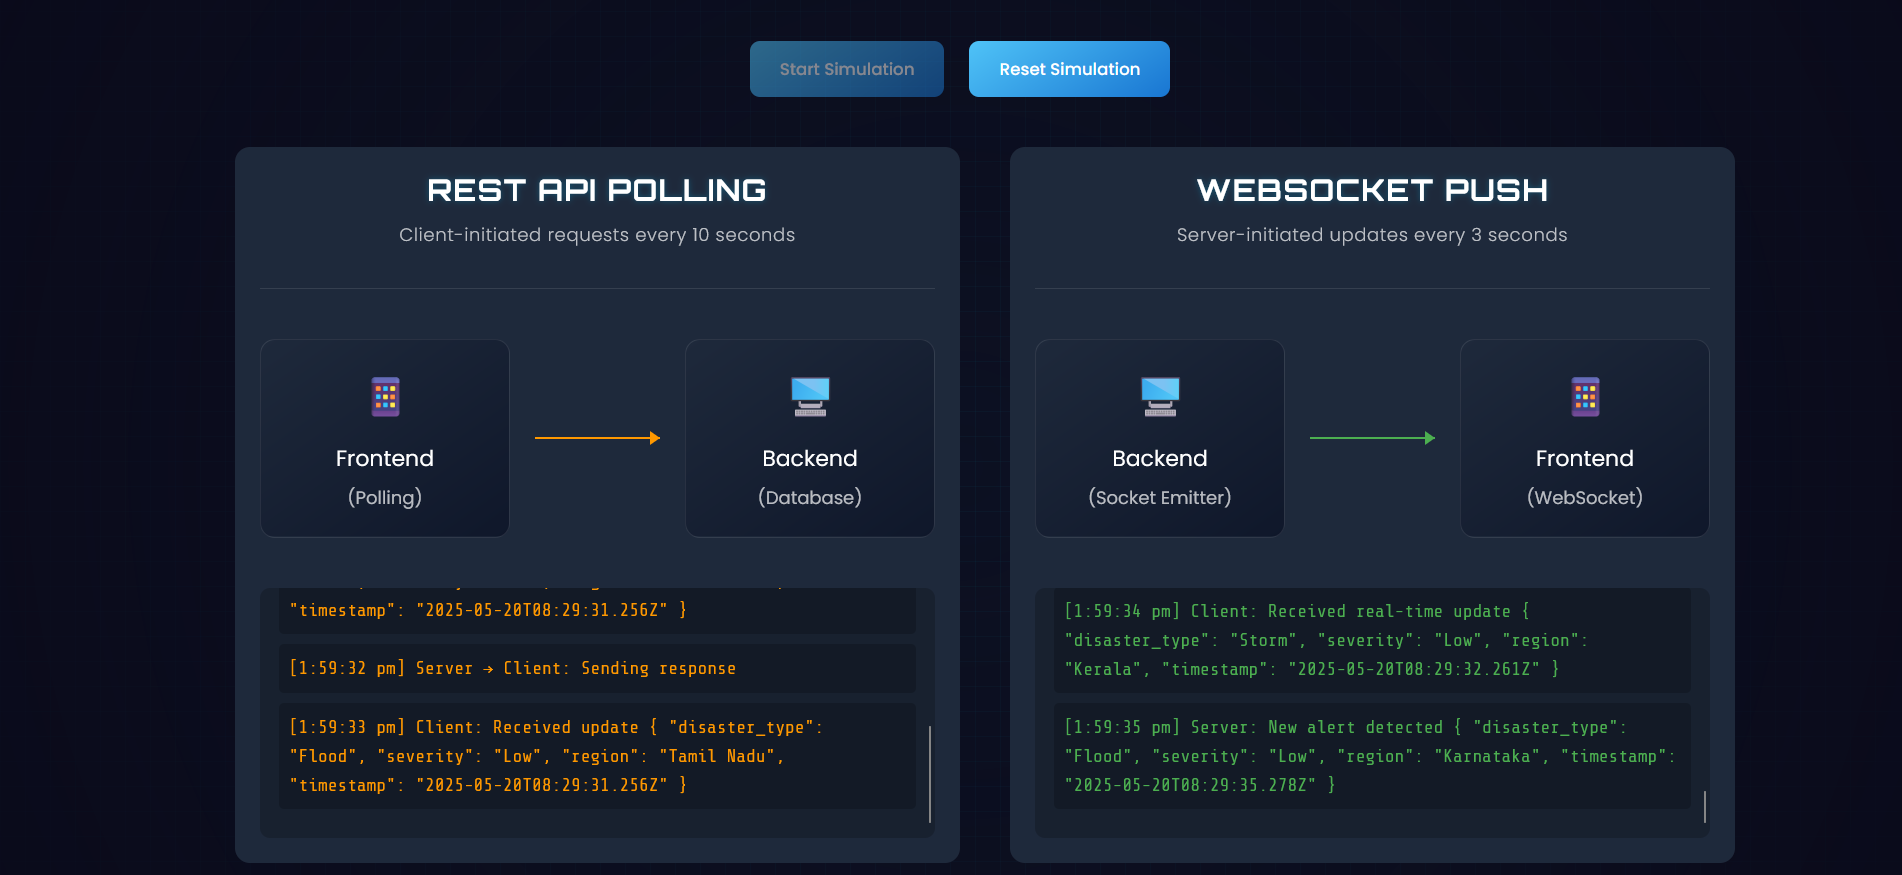 Start Simulation
Reset Simulation
REST API POLLING
Client-initiated requests every 10 seconds
Frontend
(Polling)
Backend
(Database)
"timestamp": "2025-05-20T08:29:31.256Z" }
[1:59:32 pm] Server → Client: Sending response
[1:59:33 pm] Client: Received update { "disaster_type":
"Flood", "severity": "Low", "region": "Tamil Nadu",
"timestamp": "2025-05-20T08:29:31.256Z" }
WEBSOCKET PUSH
Server-initiated updates every 3 seconds
Backend
(Socket Emitter)
Frontend
(WebSocket)
[1:59:34 pm] Client: Received real-time update {
"disaster_type": "Storm", "severity": "Low", "region":
"Kerala", "timestamp": "2025-05-20T08:29:32.261Z" }
[1:59:35 pm] Server: New alert detected { "disaster_type":
"Flood", "severity": "Low", "region": "Karnataka", "timestamp":
"2025-05-20T08:29:35.278Z" }